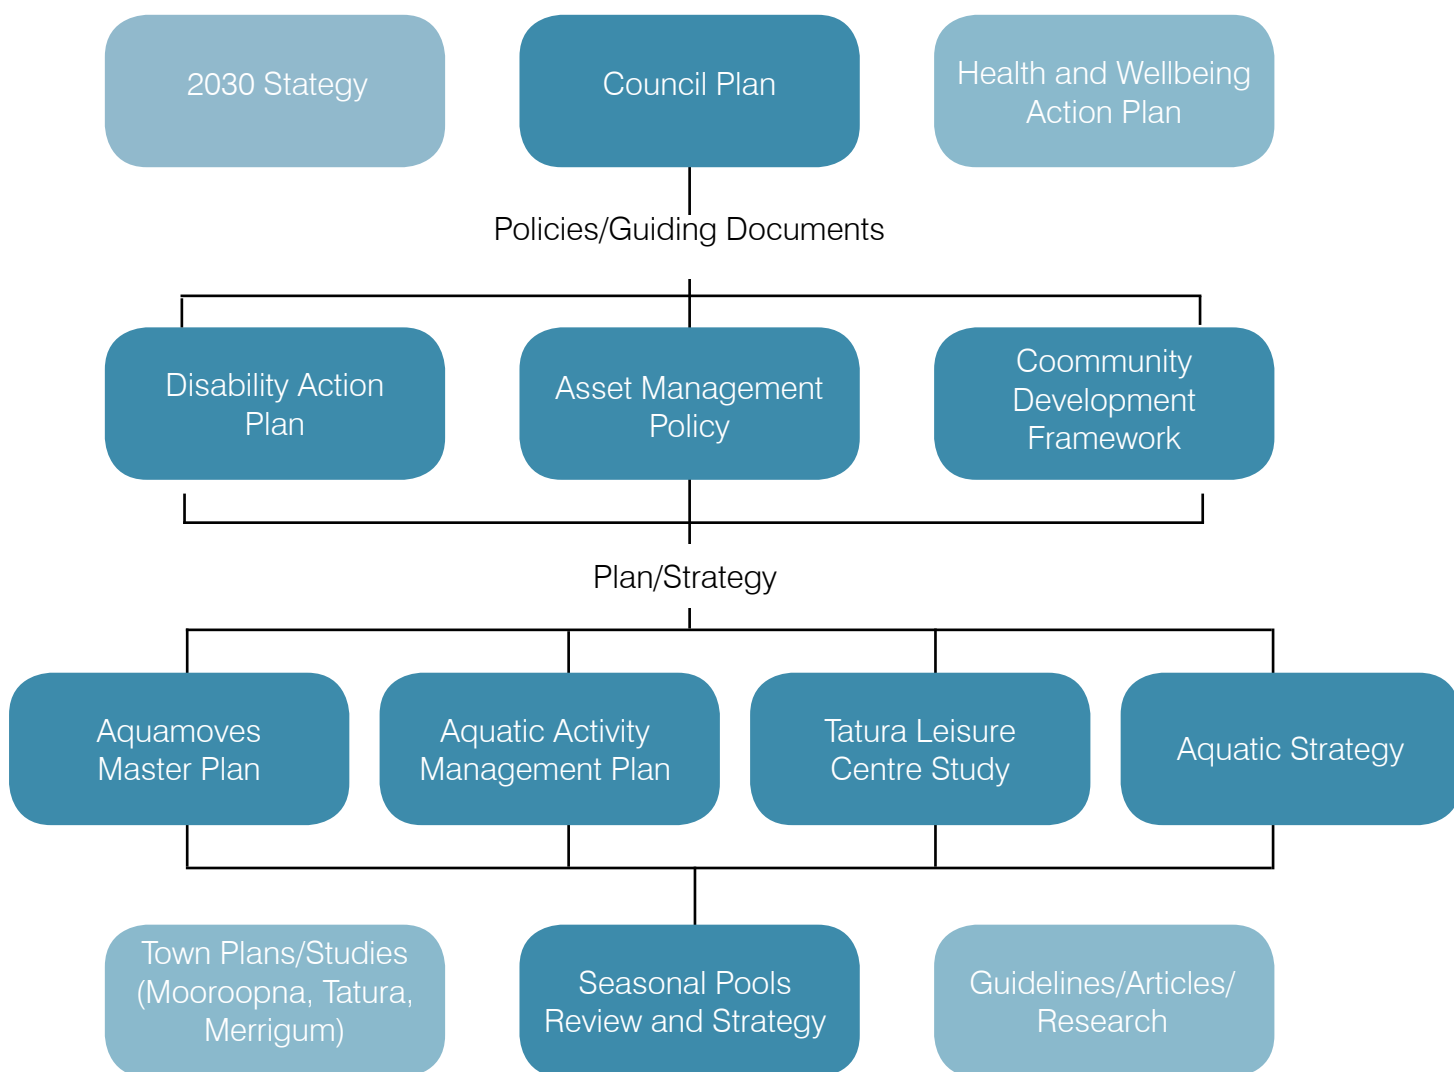 2030 Stategy
Council Plan
Health and Wellbeing
Action Plan
Policies/Guiding Documents
Disability Action
Plan
Asset Management
Policy
Coommunity
Development
Framework
Plan/Strategy
Aquamoves
Master Plan
Aquatic Activity
Management Plan
Tatura Leisure
Centre Study
Aquatic Strategy
Town Plans/Studies
(Mooroopna, Tatura,
Merrigum)
Seasonal Pools
Review and Strategy
Guidelines/Articles/
Research